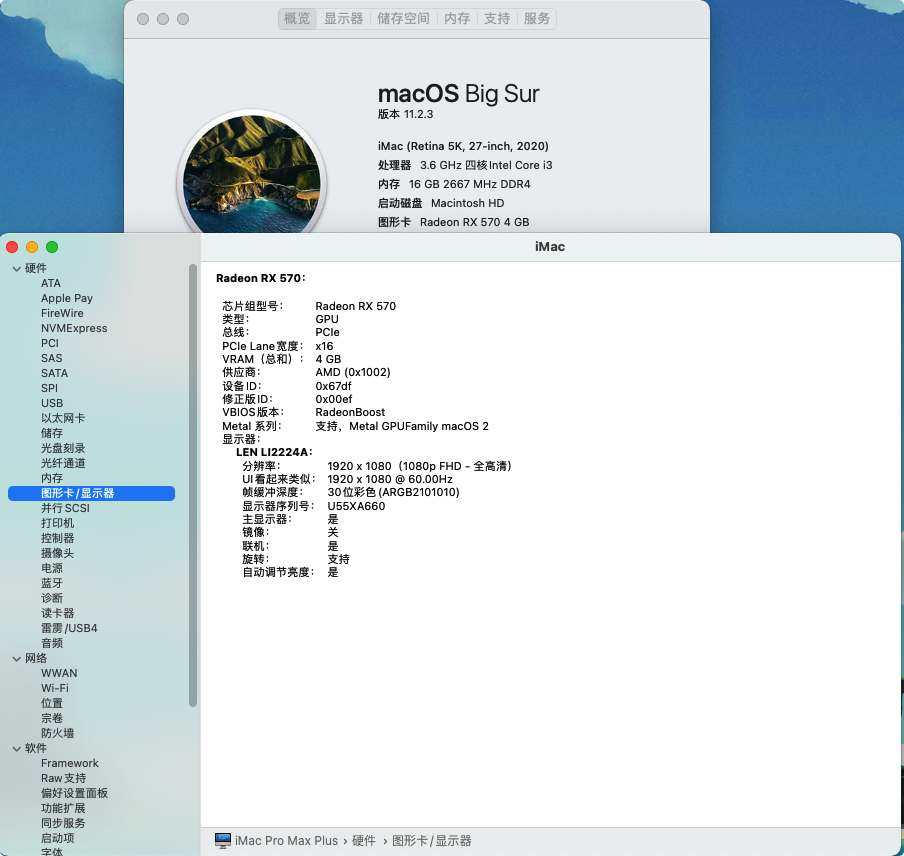 概览 显示器 储存空间 内存 支持 服务
macOS Big Sur
版本 11.2.3
iMac (Retina 5K, 27-inch, 2020)
处理器 3.6 GHz 四核Intel Core i3
内存 16 GB 2667 MHz DDR4
启动磁盘 Macintosh HD
图形卡 Radeon RX 570 4 GB
iMac
硬件
ATA
Apple Pay
FireWire
NVMExpress
PCI
SAS
SATA
SPI
USB
以太网卡
储存
光盘刻录
光纤通道
内存
图形卡/显示器
并行SCSI
打印机
控制器
摄像头
电源
蓝牙
诊断
读卡器
雷雳/USB4
音频
网络
WWAN
Wi-Fi
位置
宗卷
防火墙
软件
Framework
Raw支持
偏好设置面板
功能扩展
同步服务
启动项
字体
Radeon RX 570:
芯片组型号: Radeon RX 570
类型: GPU
总线: PCIe
PCIe Lane宽度: x16
VRAM（总和）: 4 GB
供应商: AMD (0x1002)
设备ID: 0x67df
修正版ID: 0x00ef
VBIOS版本: RadeonBoost
Metal 系列: 支持，Metal GPUFamily macOS 2
显示器:
LEN LI2224A:
分辨率: 1920 x 1080（1080p FHD - 全高清）
UI看起来类似: 1920 x 1080 @ 60.00Hz
帧缓冲深度: 30位彩色 (ARGB2101010)
显示器序列号: U55XA660
主显示器: 是
镜像: 关
联机: 是
旋转: 支持
自动调节亮度: 是
iMac Pro Max Plus › 硬件 › 图形卡/显示器